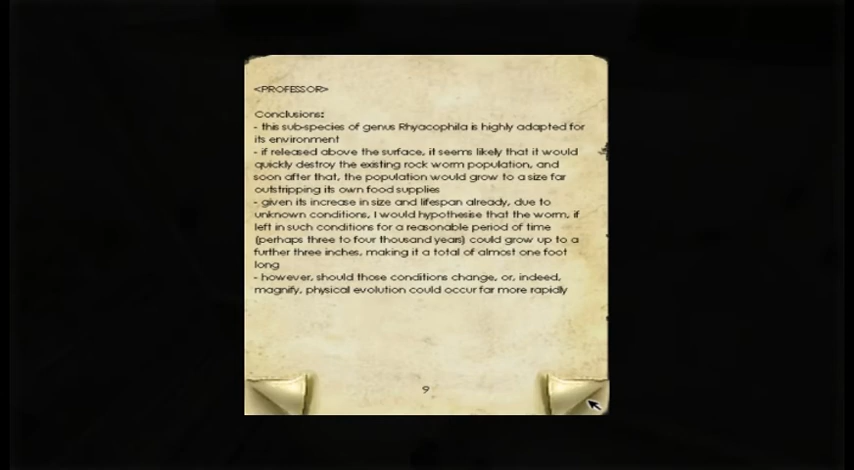 <PROFESSOR>
Conclusions:
- this sub-species of genus Rhyacophila is highly adapted for
its environment
- if released above the surface, it seems likely that it would
quickly destroy the existing rock worm population, and
soon after that, the population would grow to a size far
outstripping its own food supplies
- given its increase in size and lifespan already, due to
unknown conditions, I would hypothesise that the worm, if
left in such conditions for a reasonable period of time
(perhaps three to four thousand years) could grow up to a
further three inches, making it a total of almost one foot
long
- however, should those conditions change, or, indeed,
magnify, physical evolution could occur far more rapidly
9